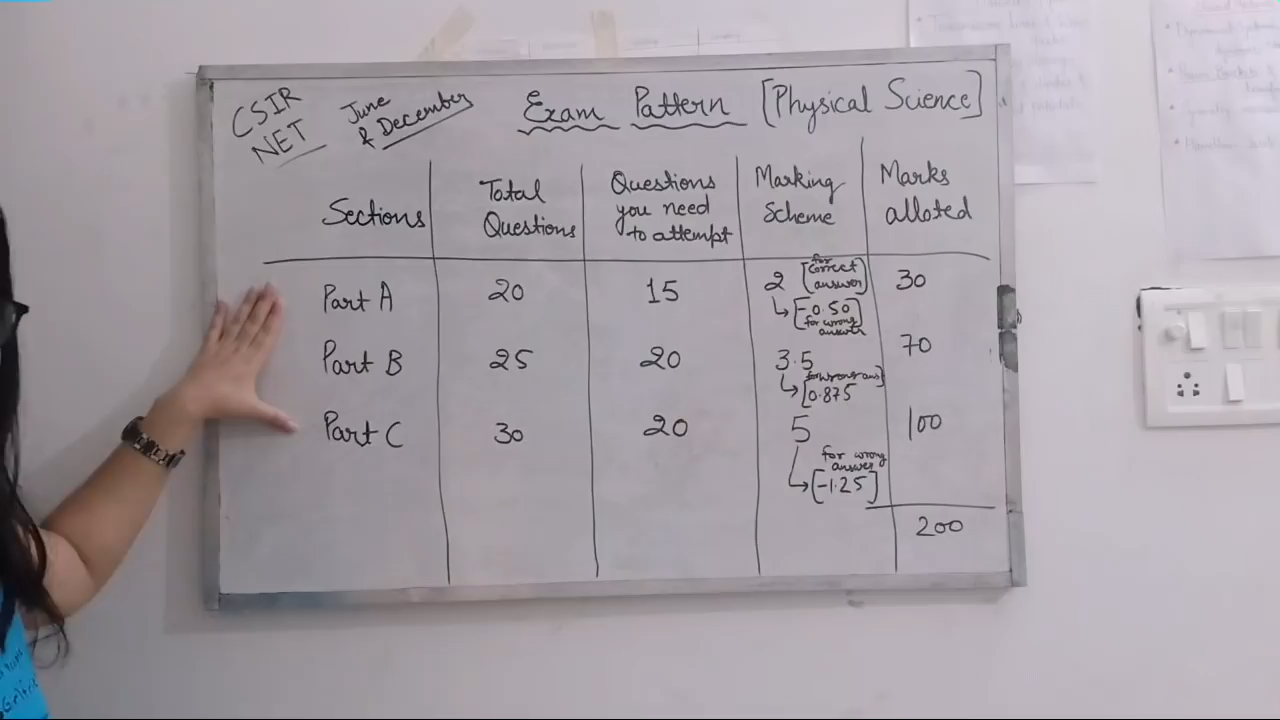 CSIR
NET
June
& December
Exam Pattern [Physical Science]
Sections
Total
Questions
Questions
you need
to attempt
Marking
Scheme
Marks
alloted
Part A
20
15
2 [for correct
answer]
↳ [-0.50]
for wrong
answer
30
Part B
25
20
3.5
↳ [for wrong ans]
[0.875
70
Part C
30
20
5
for wrong
answer
↳ [-1.25]
100
200